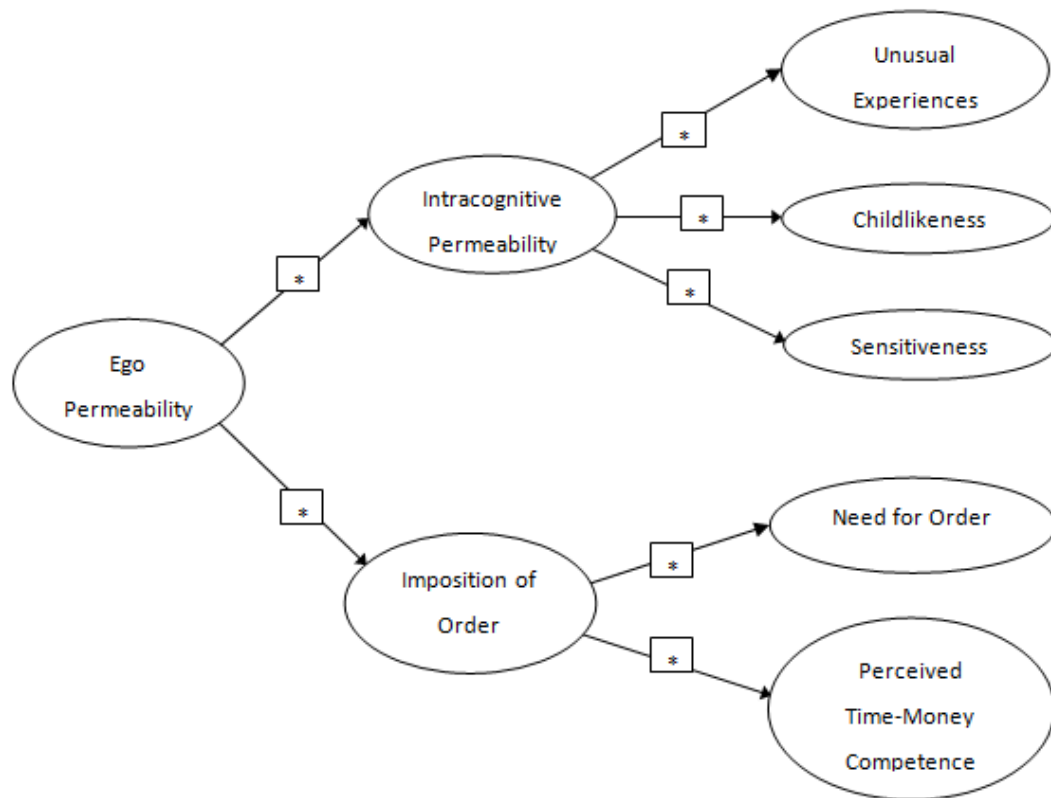 Unusual
Experiences
*
Intracognitive
Permeability
*
Childlikeness
*
*
Sensitiveness
Ego
Permeability
*
Need for Order
*
Imposition of
Order
*
Perceived
Time-Money
Competence